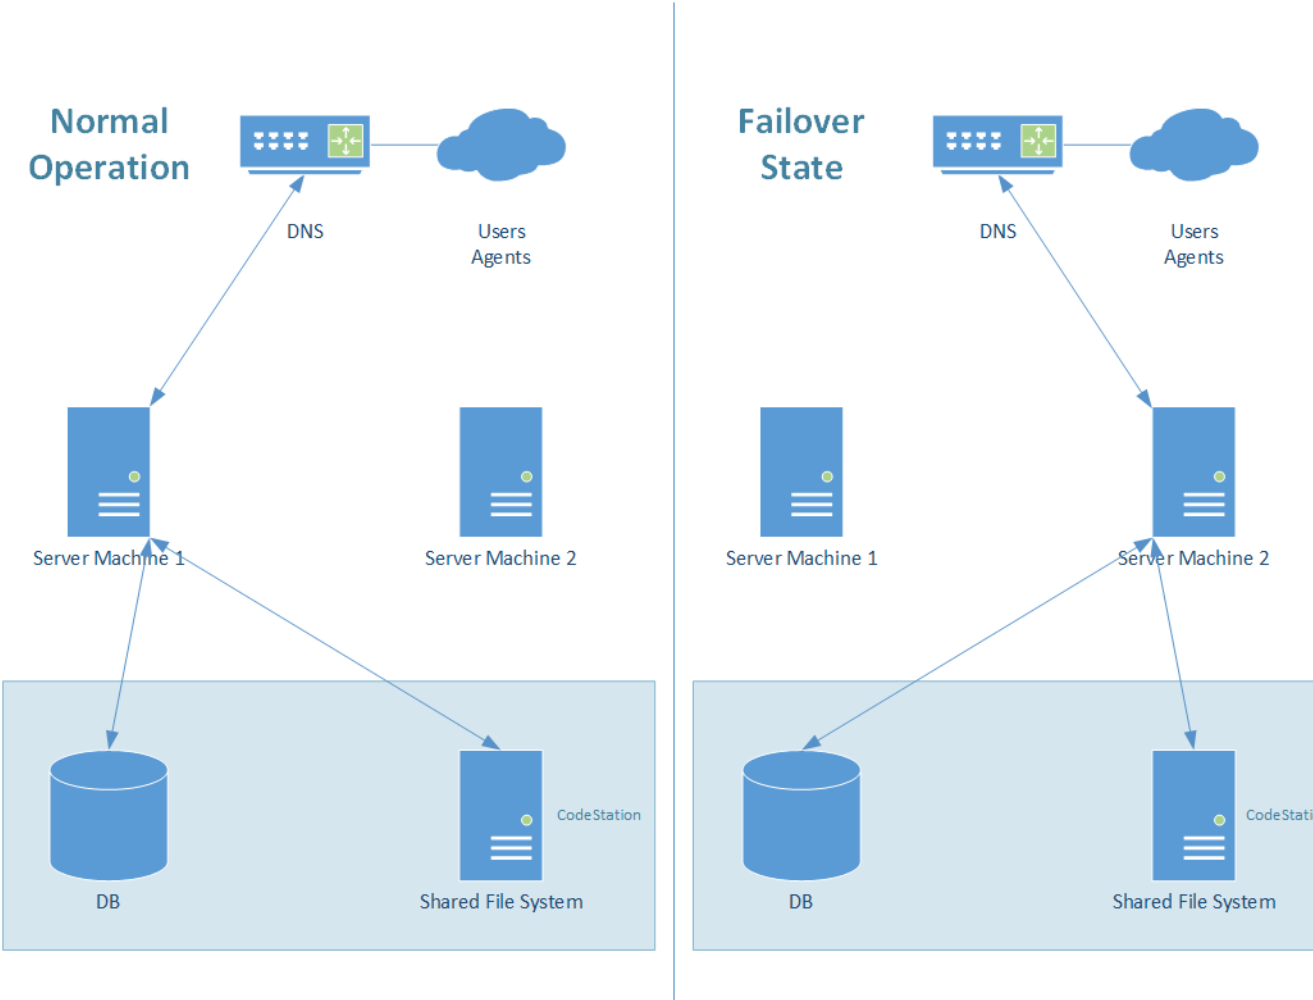 Normal
Operation
DNS
Users
Agents
Server Machine 1
Server Machine 2
CodeStation
DB
Shared File System
Failover
State
DNS
Users
Agents
Server Machine 1
Server Machine 2
CodeStati
DB
Shared File System